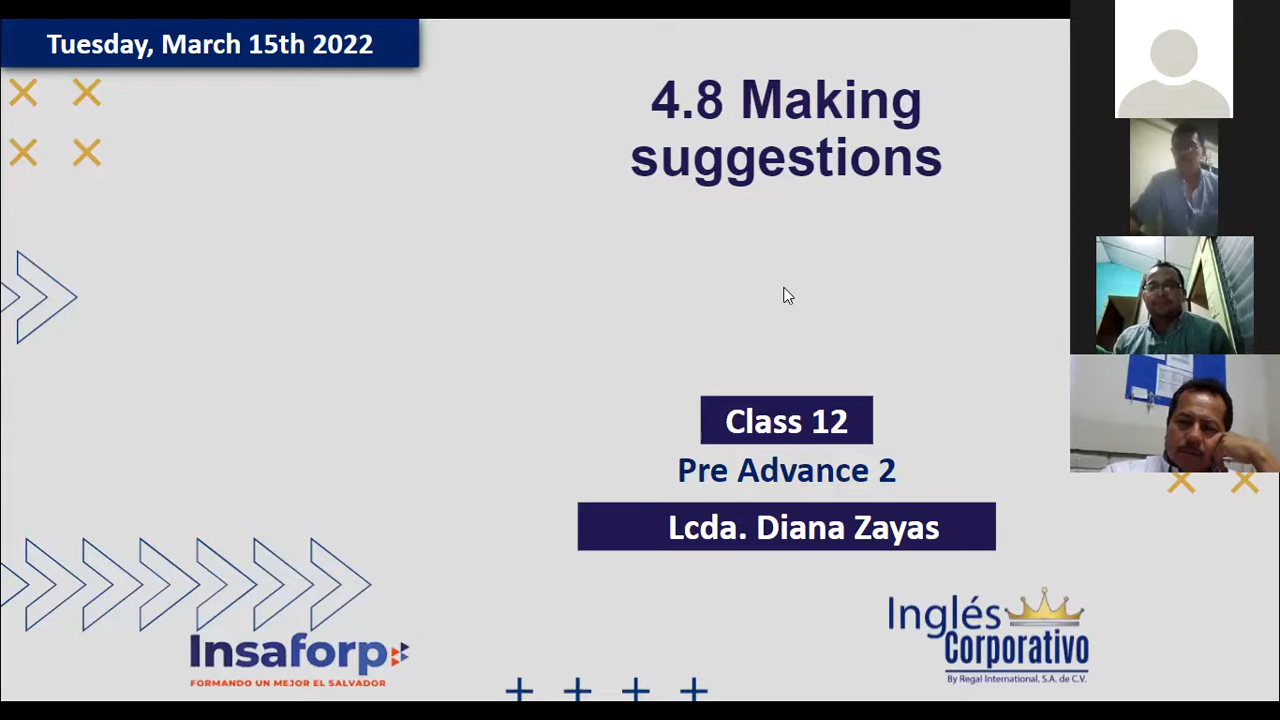 Tuesday, March 15th 2022
4.8 Making
suggestions
Class 12
Pre Advance 2
Lcda. Diana Zayas
Insaforp
FORMANDO UN MEJOR EL SALVADOR
Inglés
Corporativo
By Regal International, S.A. de C.V.